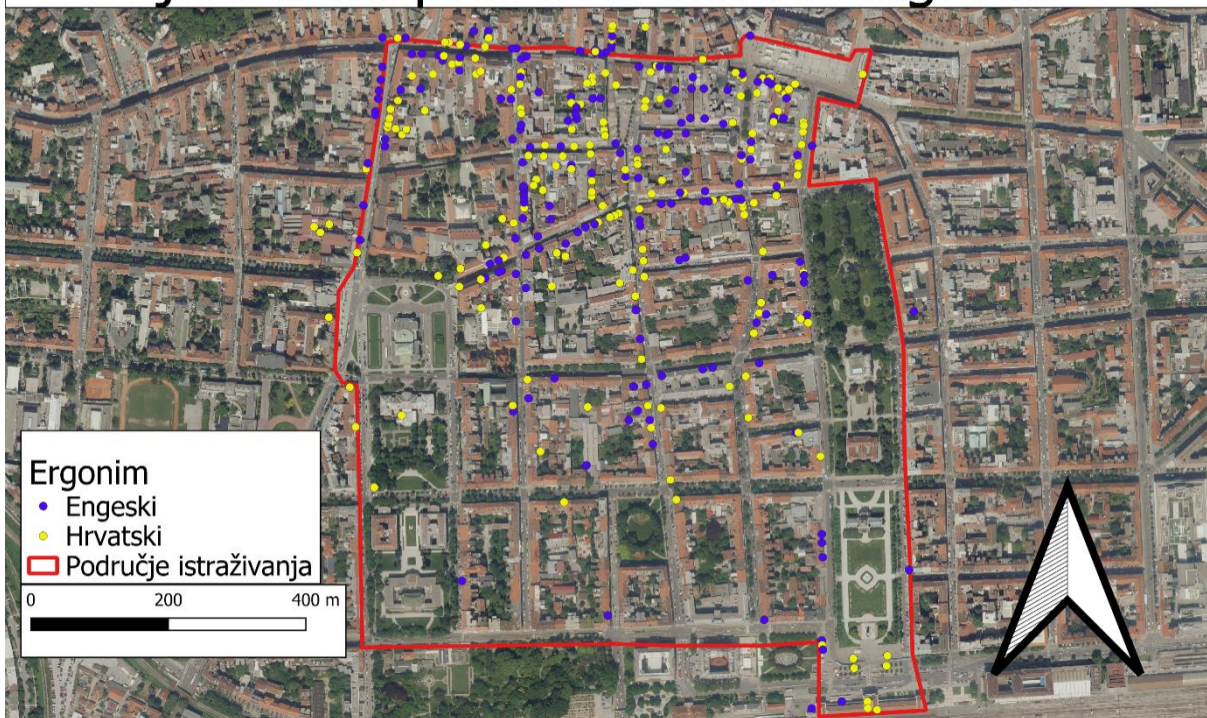 Ergonim
Engeski
Hrvatski
Područje istraživanja
0 200 400 m